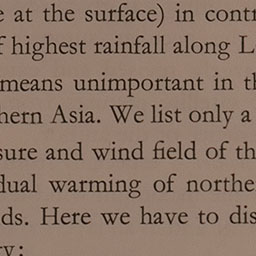 e at the surface) in contr
f highest rainfall along L
means unimportant in th
hern Asia. We list only a
sure and wind field of th
dual warming of northe
ds. Here we have to dis
ry: